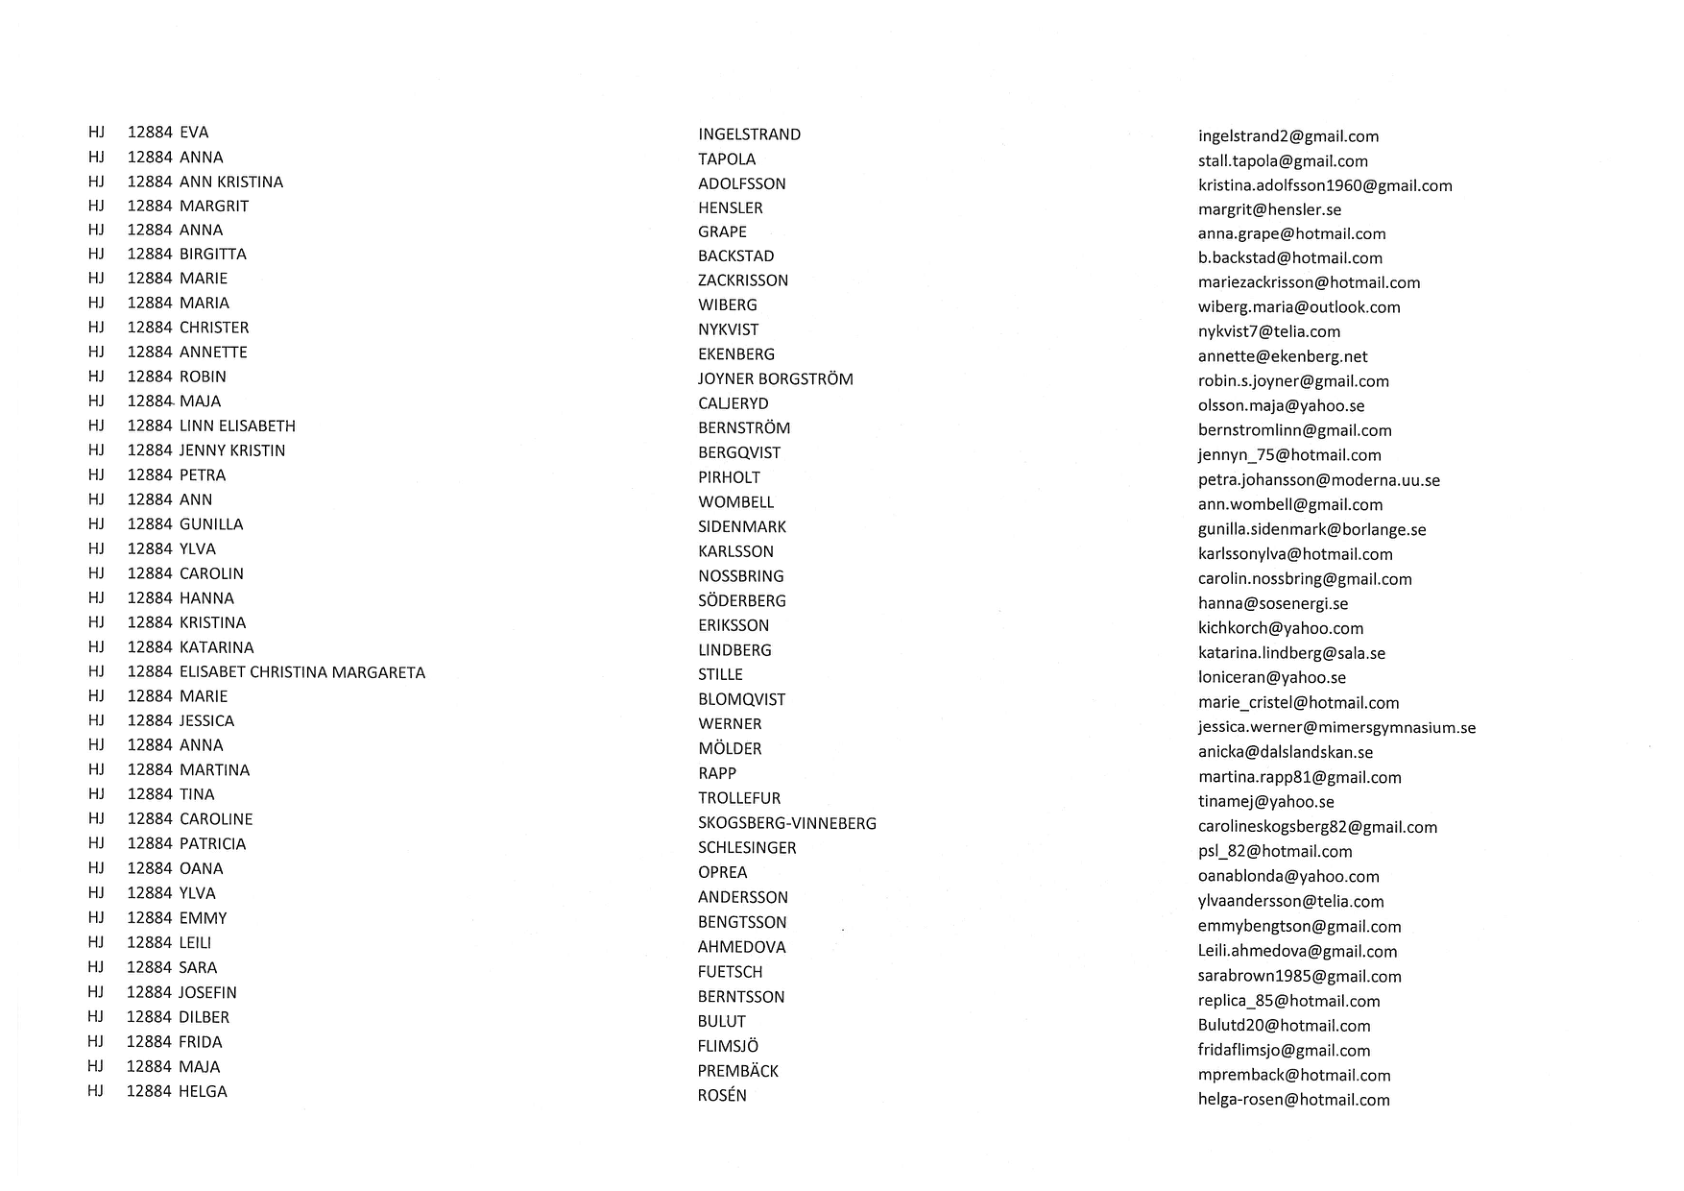 HJ 12884 EVA INGELSTRAND ingelstrand2@gmail.com
HJ 12884 ANNA TAPOLA stall.tapola@gmail.com
HJ 12884 ANN KRISTINA ADOLFSSON kristina.adolfsson1960@gmail.com
HJ 12884 MARGRIT HENSLER margrit@hensler.se
HJ 12884 ANNA GRAPE anna.grape@hotmail.com
HJ 12884 BIRGITTA BACKSTAD b.backstad@hotmail.com
HJ 12884 MARIE ZACKRISSON mariezackrisson@hotmail.com
HJ 12884 MARIA WIBERG wiberg.maria@outlook.com
HJ 12884 CHRISTER NYKVIST nykvist7@telia.com
HJ 12884 ANNETTE EKENBERG annette@ekenberg.net
HJ 12884 ROBIN JOYNER BORGSTRÖM robin.s.joyner@gmail.com
HJ 12884 MAJA CALJERYD olsson.maja@yahoo.se
HJ 12884 LINN ELISABETH BERNSTRÖM bernstromlinn@gmail.com
HJ 12884 JENNY KRISTIN BERGQVIST jennyn_75@hotmail.com
HJ 12884 PETRA PIRHOLT petra.johansson@moderna.uu.se
HJ 12884 ANN WOMBELL ann.wombell@gmail.com
HJ 12884 GUNILLA SIDENMARK gunilla.sidenmark@borlange.se
HJ 12884 YLVA KARLSSON karlssonylva@hotmail.com
HJ 12884 CAROLIN NOSSBRING carolin.nossbring@gmail.com
HJ 12884 HANNA SÖDERBERG hanna@sosenergi.se
HJ 12884 KRISTINA ERIKSSON kichkorch@yahoo.com
HJ 12884 KATARINA LINDBERG katarina.lindberg@sala.se
HJ 12884 ELISABET CHRISTINA MARGARETA STILLE loniceran@yahoo.se
HJ 12884 MARIE BLOMQVIST marie_cristel@hotmail.com
HJ 12884 JESSICA WERNER jessica.werner@mimersgymnasium.se
HJ 12884 ANNA MÖLDER anicka@dalslandskan.se
HJ 12884 MARTINA RAPP martina.rapp81@gmail.com
HJ 12884 TINA TROLLEFUR tinamej@yahoo.se
HJ 12884 CAROLINE SKOGSBERG-VINNEBERG carolineskogsberg82@gmail.com
HJ 12884 PATRICIA SCHLESINGER psl_82@hotmail.com
HJ 12884 OANA OPREA oanablonda@yahoo.com
HJ 12884 YLVA ANDERSSON ylvaandersson@telia.com
HJ 12884 EMMY BENGTSSON emmybengtson@gmail.com
HJ 12884 LEILI AHMEDOVA Leili.ahmedova@gmail.com
HJ 12884 SARA FUETSCH sarabrown1985@gmail.com
HJ 12884 JOSEFIN BERNTSSON replica_85@hotmail.com
HJ 12884 DILBER BULUT Bulutd20@hotmail.com
HJ 12884 FRIDA FLIMSJÖ fridaflimsjo@gmail.com
HJ 12884 MAJA PREMBÄCK mpremback@hotmail.com
HJ 12884 HELGA ROSÉN helga-rosen@hotmail.com